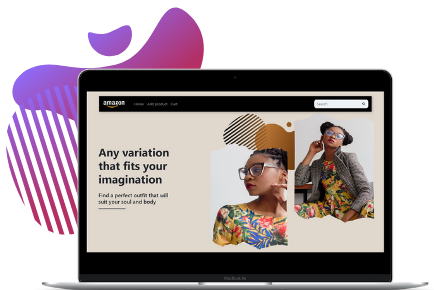 amazon
Home Add product Cart
Search
Any variation
that fits your
imagination
Find a perfect outfit that will
suit your soul and body
MacBook Air